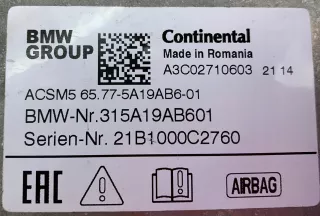 BMW GROUP
Continental
Made in Romania
A3C02710603 21 14
ACSM5 65.77-5A19AB6-01
BMW-Nr.315A19AB601
Serien-Nr. 21B1000C2760
EAC
AIRBAG